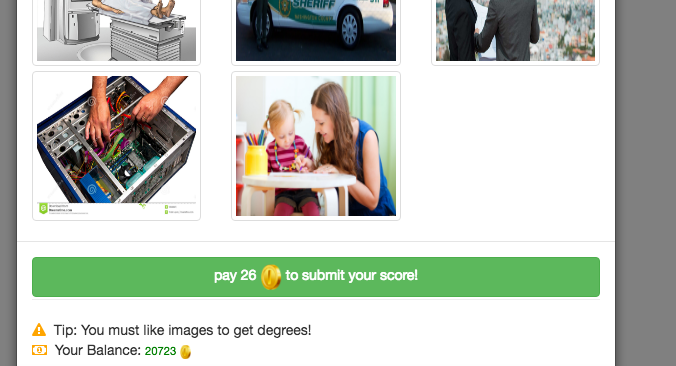 SHERIFF
pay 26 to submit your score!
Tip: You must like images to get degrees!
Your Balance: 20723